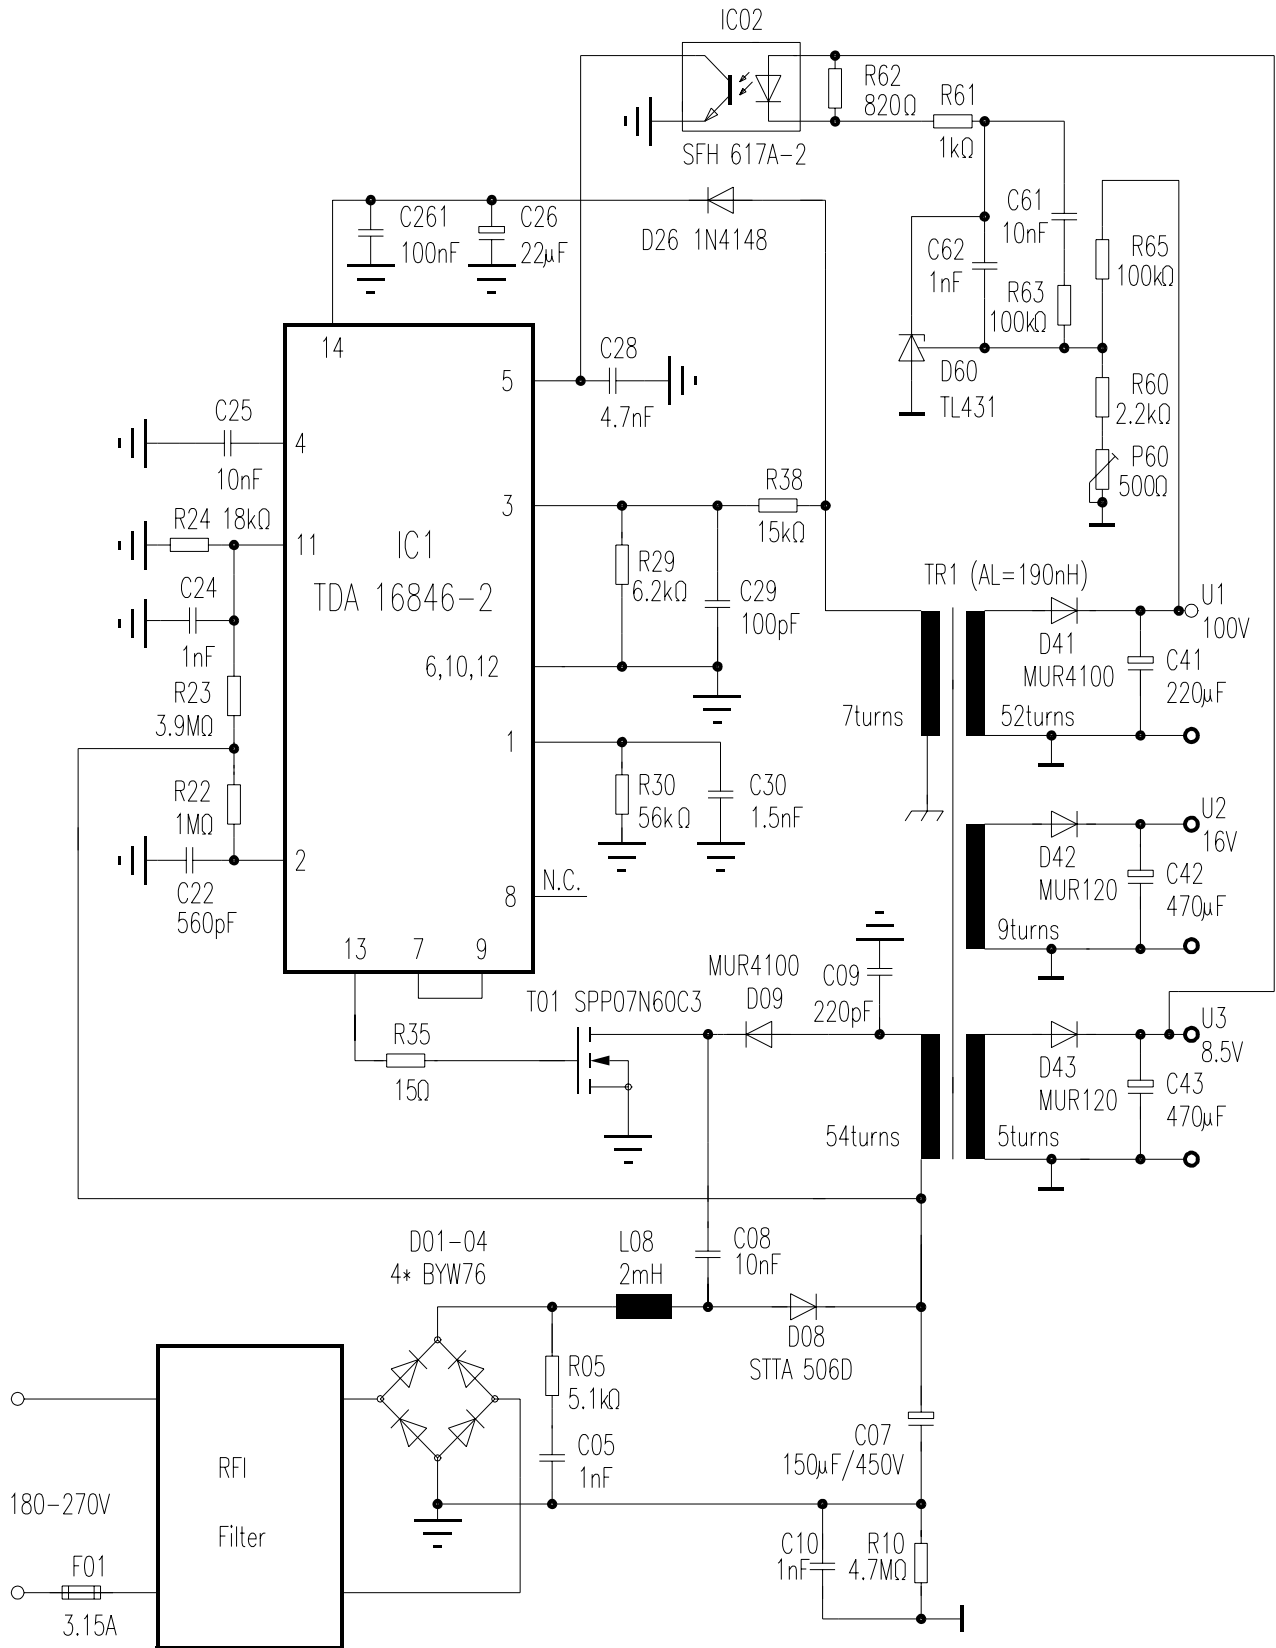 IC02
R62
820Ω
R61
1kΩ
SFH 617A-2
C261
100nF
C26
22µF
D26 1N4148
C61
10nF
C62
1nF
R63
100kΩ
R65
100kΩ
14
C28
4.7nF
5
D60
TL431
R60
2.2kΩ
P60
500Ω
C25
10nF
4
R38
15kΩ
3
R24 18kΩ
11
IC1
TDA 16846-2
R29
6.2kΩ
C29
100pF
TR1 (AL=190nH)
C24
1nF
U1
100V
D41
MUR4100
C41
220µF
6,10,12
R23
3.9MΩ
7turns
52turns
1
R22
1MΩ
R30
56kΩ
C30
1.5nF
U2
16V
D42
MUR120
C42
470µF
2
C22
560pF
8
N.C.
9turns
13
7
9
MUR4100
D09
C09
220pF
T01 SPP07N60C3
U3
8.5V
R35
15Ω
D43
MUR120
C43
470µF
54turns
5turns
D01-04
4* BYW76
L08
2mH
C08
10nF
D08
STTA 506D
R05
5.1kΩ
C05
1nF
C07
150µF/450V
RFI
Filter
180-270V
C10
1nF
R10
4.7MΩ
F01
3.15A